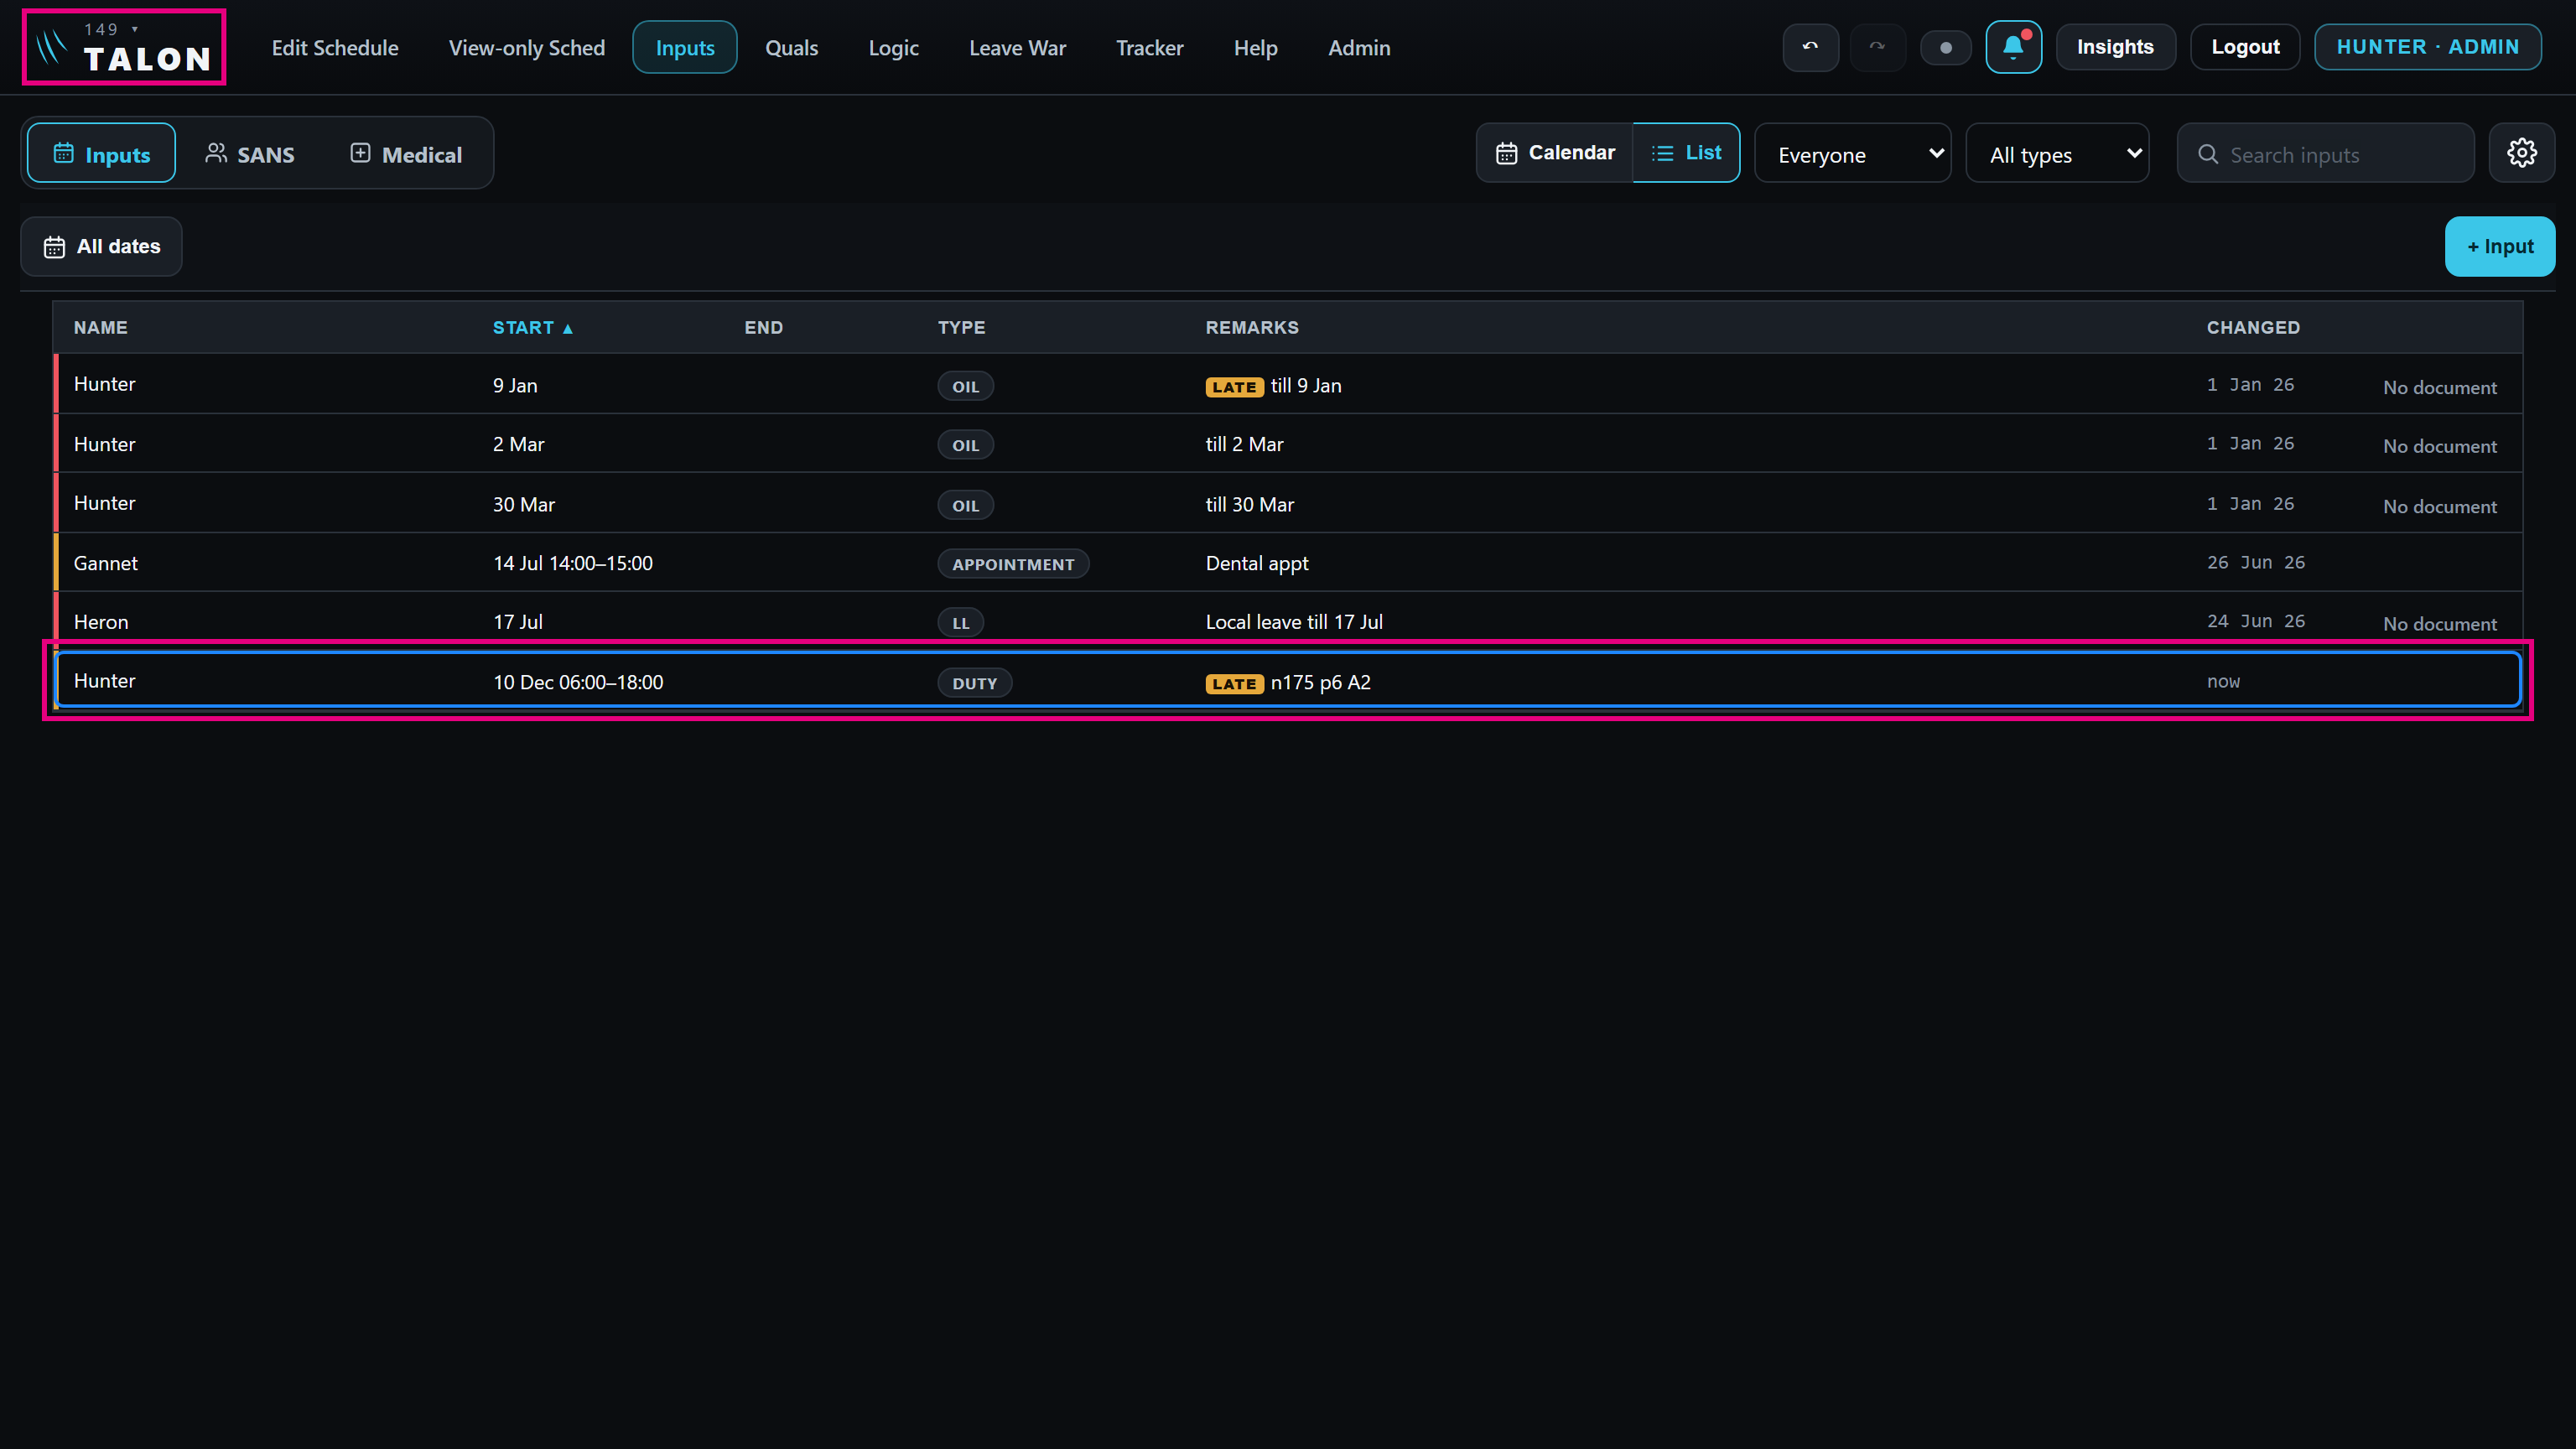 149 ▾
TALON
Edit Schedule View-only Sched Inputs Quals Logic Leave War Tracker Help Admin
Insights Logout HUNTER · ADMIN
Inputs SANS Medical
Calendar List Everyone All types Search inputs
All dates
+ Input
NAME START ▲ END TYPE REMARKS CHANGED
Hunter 9 Jan OIL LATE till 9 Jan 1 Jan 26 No document
Hunter 2 Mar OIL till 2 Mar 1 Jan 26 No document
Hunter 30 Mar OIL till 30 Mar 1 Jan 26 No document
Gannet 14 Jul 14:00–15:00 APPOINTMENT Dental appt 26 Jun 26
Heron 17 Jul LL Local leave till 17 Jul 24 Jun 26 No document
Hunter 10 Dec 06:00–18:00 DUTY LATE n175 p6 A2 now